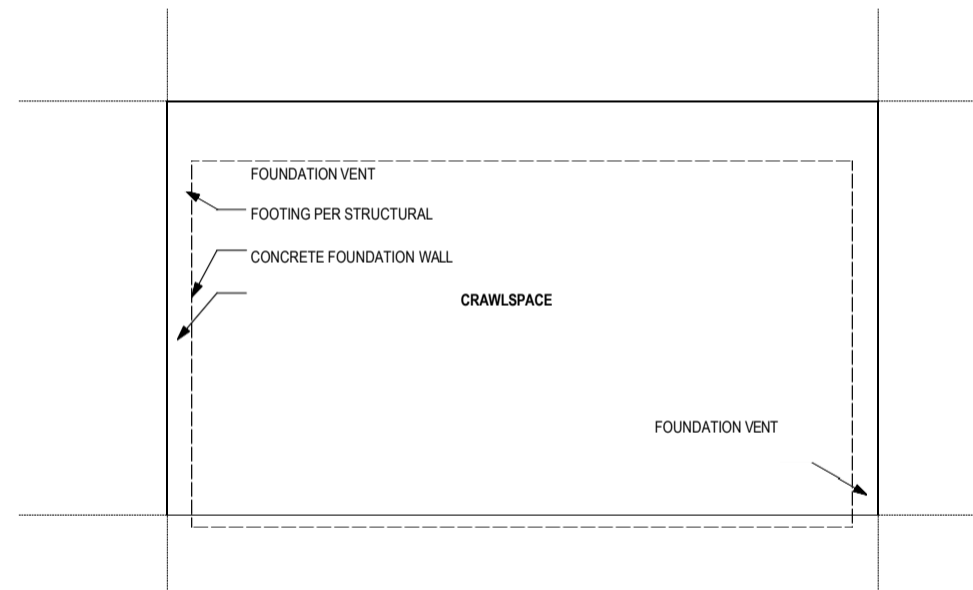 FOUNDATION VENT
FOOTING PER STRUCTURAL
CONCRETE FOUNDATION WALL
CRAWLSPACE
FOUNDATION VENT